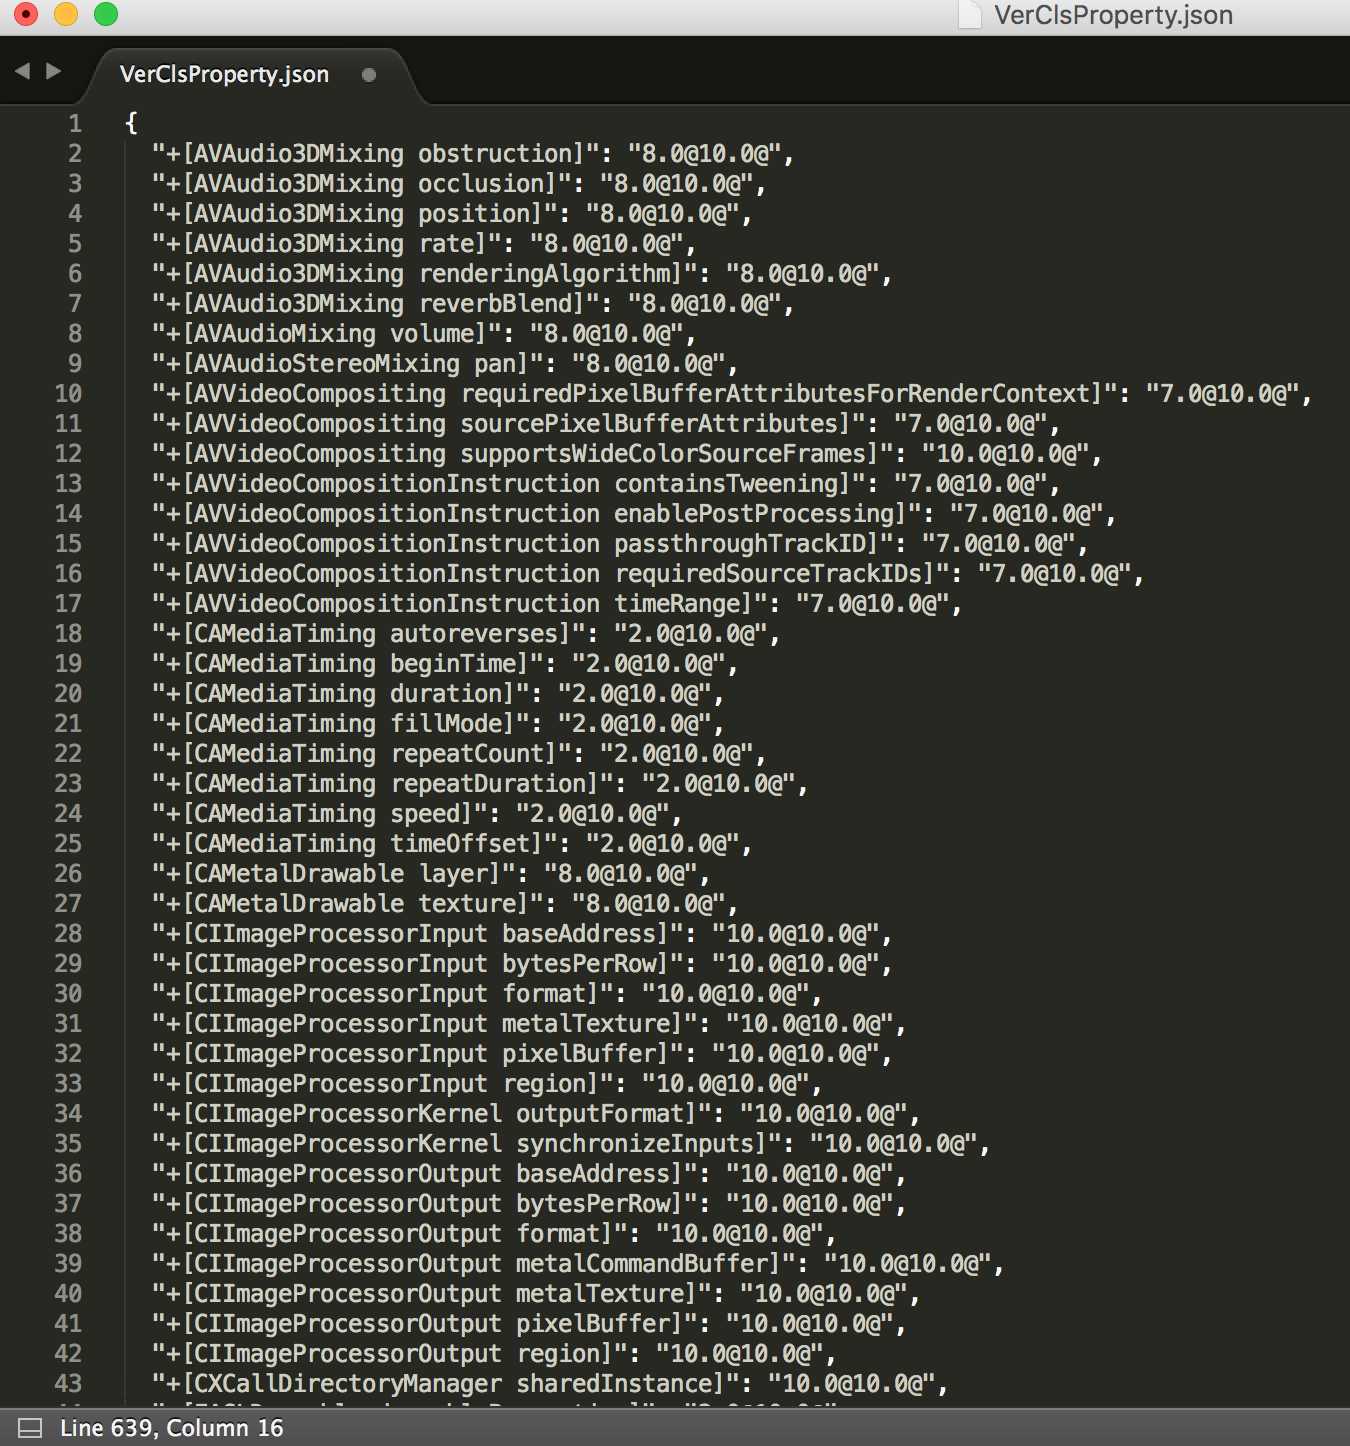 VerClsProperty.json
VerClsProperty.json
1 {
2 "+[AVAudio3DMixing obstruction]": "8.0@10.0@",
3 "+[AVAudio3DMixing occlusion]": "8.0@10.0@",
4 "+[AVAudio3DMixing position]": "8.0@10.0@",
5 "+[AVAudio3DMixing rate]": "8.0@10.0@",
6 "+[AVAudio3DMixing renderingAlgorithm]": "8.0@10.0@",
7 "+[AVAudio3DMixing reverbBlend]": "8.0@10.0@",
8 "+[AVAudioMixing volume]": "8.0@10.0@",
9 "+[AVAudioStereoMixing pan]": "8.0@10.0@",
10 "+[AVVideoCompositing requiredPixelBufferAttributesForRenderContext]": "7.0@10.0@",
11 "+[AVVideoCompositing sourcePixelBufferAttributes]": "7.0@10.0@",
12 "+[AVVideoCompositing supportsWideColorSourceFrames]": "10.0@10.0@",
13 "+[AVVideoCompositionInstruction containsTweening]": "7.0@10.0@",
14 "+[AVVideoCompositionInstruction enablePostProcessing]": "7.0@10.0@",
15 "+[AVVideoCompositionInstruction passthroughTrackID]": "7.0@10.0@",
16 "+[AVVideoCompositionInstruction requiredSourceTrackIDs]": "7.0@10.0@",
17 "+[AVVideoCompositionInstruction timeRange]": "7.0@10.0@",
18 "+[CAMediaTiming autoreverses]": "2.0@10.0@",
19 "+[CAMediaTiming beginTime]": "2.0@10.0@",
20 "+[CAMediaTiming duration]": "2.0@10.0@",
21 "+[CAMediaTiming fillMode]": "2.0@10.0@",
22 "+[CAMediaTiming repeatCount]": "2.0@10.0@",
23 "+[CAMediaTiming repeatDuration]": "2.0@10.0@",
24 "+[CAMediaTiming speed]": "2.0@10.0@",
25 "+[CAMediaTiming timeOffset]": "2.0@10.0@",
26 "+[CAMetalDrawable layer]": "8.0@10.0@",
27 "+[CAMetalDrawable texture]": "8.0@10.0@",
28 "+[CIImageProcessorInput baseAddress]": "10.0@10.0@",
29 "+[CIImageProcessorInput bytesPerRow]": "10.0@10.0@",
30 "+[CIImageProcessorInput format]": "10.0@10.0@",
31 "+[CIImageProcessorInput metalTexture]": "10.0@10.0@",
32 "+[CIImageProcessorInput pixelBuffer]": "10.0@10.0@",
33 "+[CIImageProcessorInput region]": "10.0@10.0@",
34 "+[CIImageProcessorKernel outputFormat]": "10.0@10.0@",
35 "+[CIImageProcessorKernel synchronizeInputs]": "10.0@10.0@",
36 "+[CIImageProcessorOutput baseAddress]": "10.0@10.0@",
37 "+[CIImageProcessorOutput bytesPerRow]": "10.0@10.0@",
38 "+[CIImageProcessorOutput format]": "10.0@10.0@",
39 "+[CIImageProcessorOutput metalCommandBuffer]": "10.0@10.0@",
40 "+[CIImageProcessorOutput metalTexture]": "10.0@10.0@",
41 "+[CIImageProcessorOutput pixelBuffer]": "10.0@10.0@",
42 "+[CIImageProcessorOutput region]": "10.0@10.0@",
43 "+[CXCallDirectoryManager sharedInstance]": "10.0@10.0@",
Line 639, Column 16